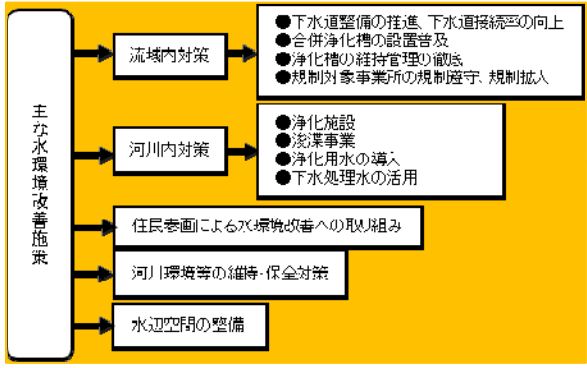 主な水環境改善施策
流域内対策
●下水道整備の推進、下水道接続率の向上
●合併浄化槽の設置普及
●浄化槽の維持管理の徹底
●規制対象事業所の規制遵守、規制拡大
河川内対策
●浄化施設
●浚渫事業
●浄化用水の導入
●下水処理水の活用
住民参画による水環境改善への取り組み
河川環境等の維持・保全対策
水辺空間の整備